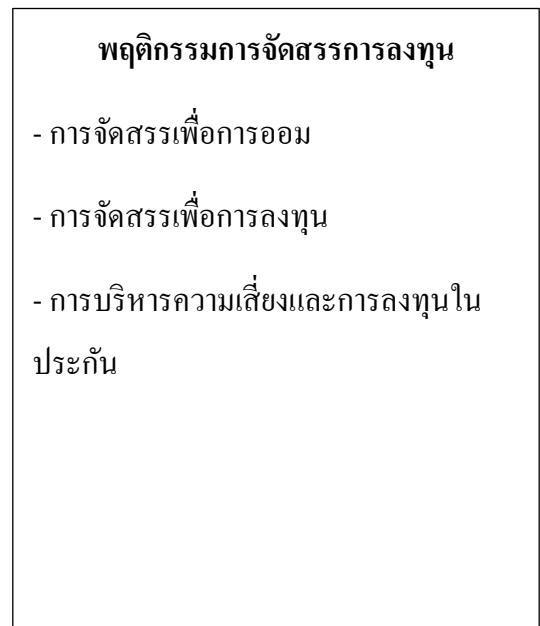 พฤติกรรมการจัดสรรการลงทุน
- การจัดสรรเพื่อการออม
- การจัดสรรเพื่อการลงทุน
- การบริหารความเสี่ยงและการลงทุนใน
ประกัน